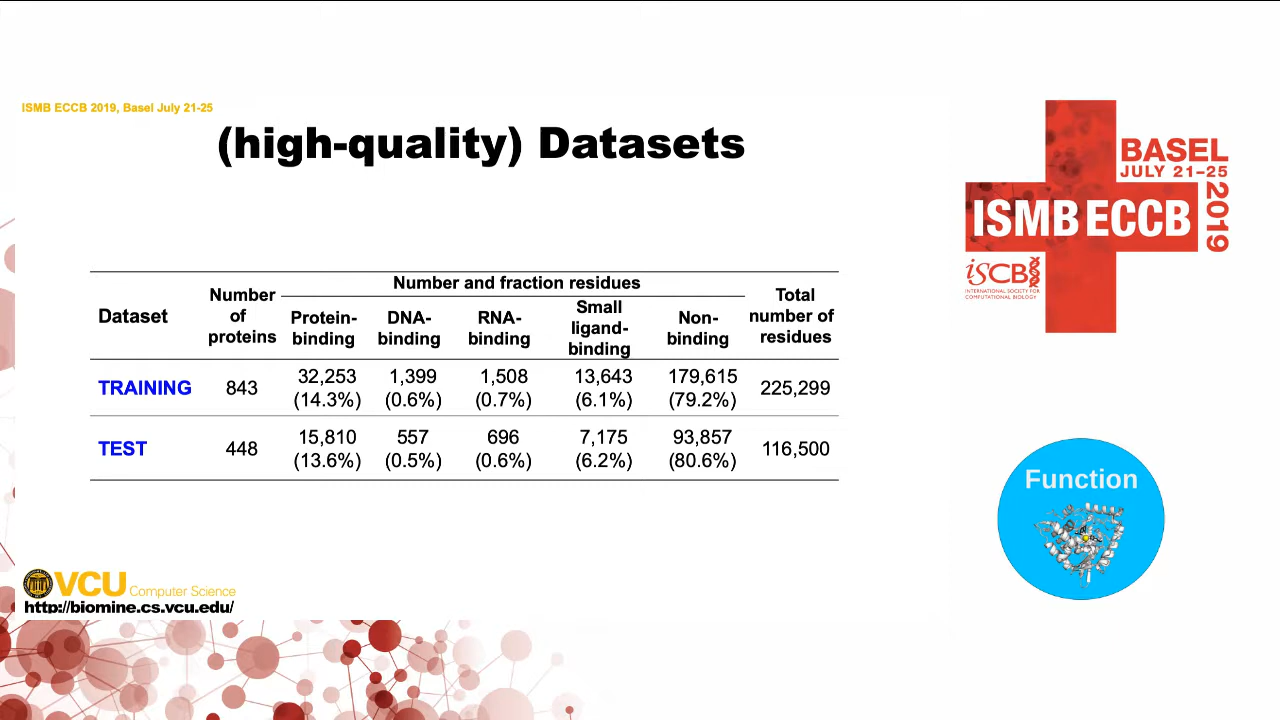 ISMB ECCB 2019, Basel July 21-25
(high-quality) Datasets
Dataset
Number of proteins
Number and fraction residues
Protein-binding
DNA-binding
RNA-binding
Small ligand-binding
Non-binding
Total number of residues
TRAINING 843 32,253 (14.3%) 1,399 (0.6%) 1,508 (0.7%) 13,643 (6.1%) 179,615 (79.2%) 225,299
TEST 448 15,810 (13.6%) 557 (0.5%) 696 (0.6%) 7,175 (6.2%) 93,857 (80.6%) 116,500
VCU Computer Science
http://biomine.cs.vcu.edu/
BASEL
JULY 21–25
2019
ISMB ECCB
ISCB
INTERNATIONAL SOCIETY FOR
COMPUTATIONAL BIOLOGY
Function